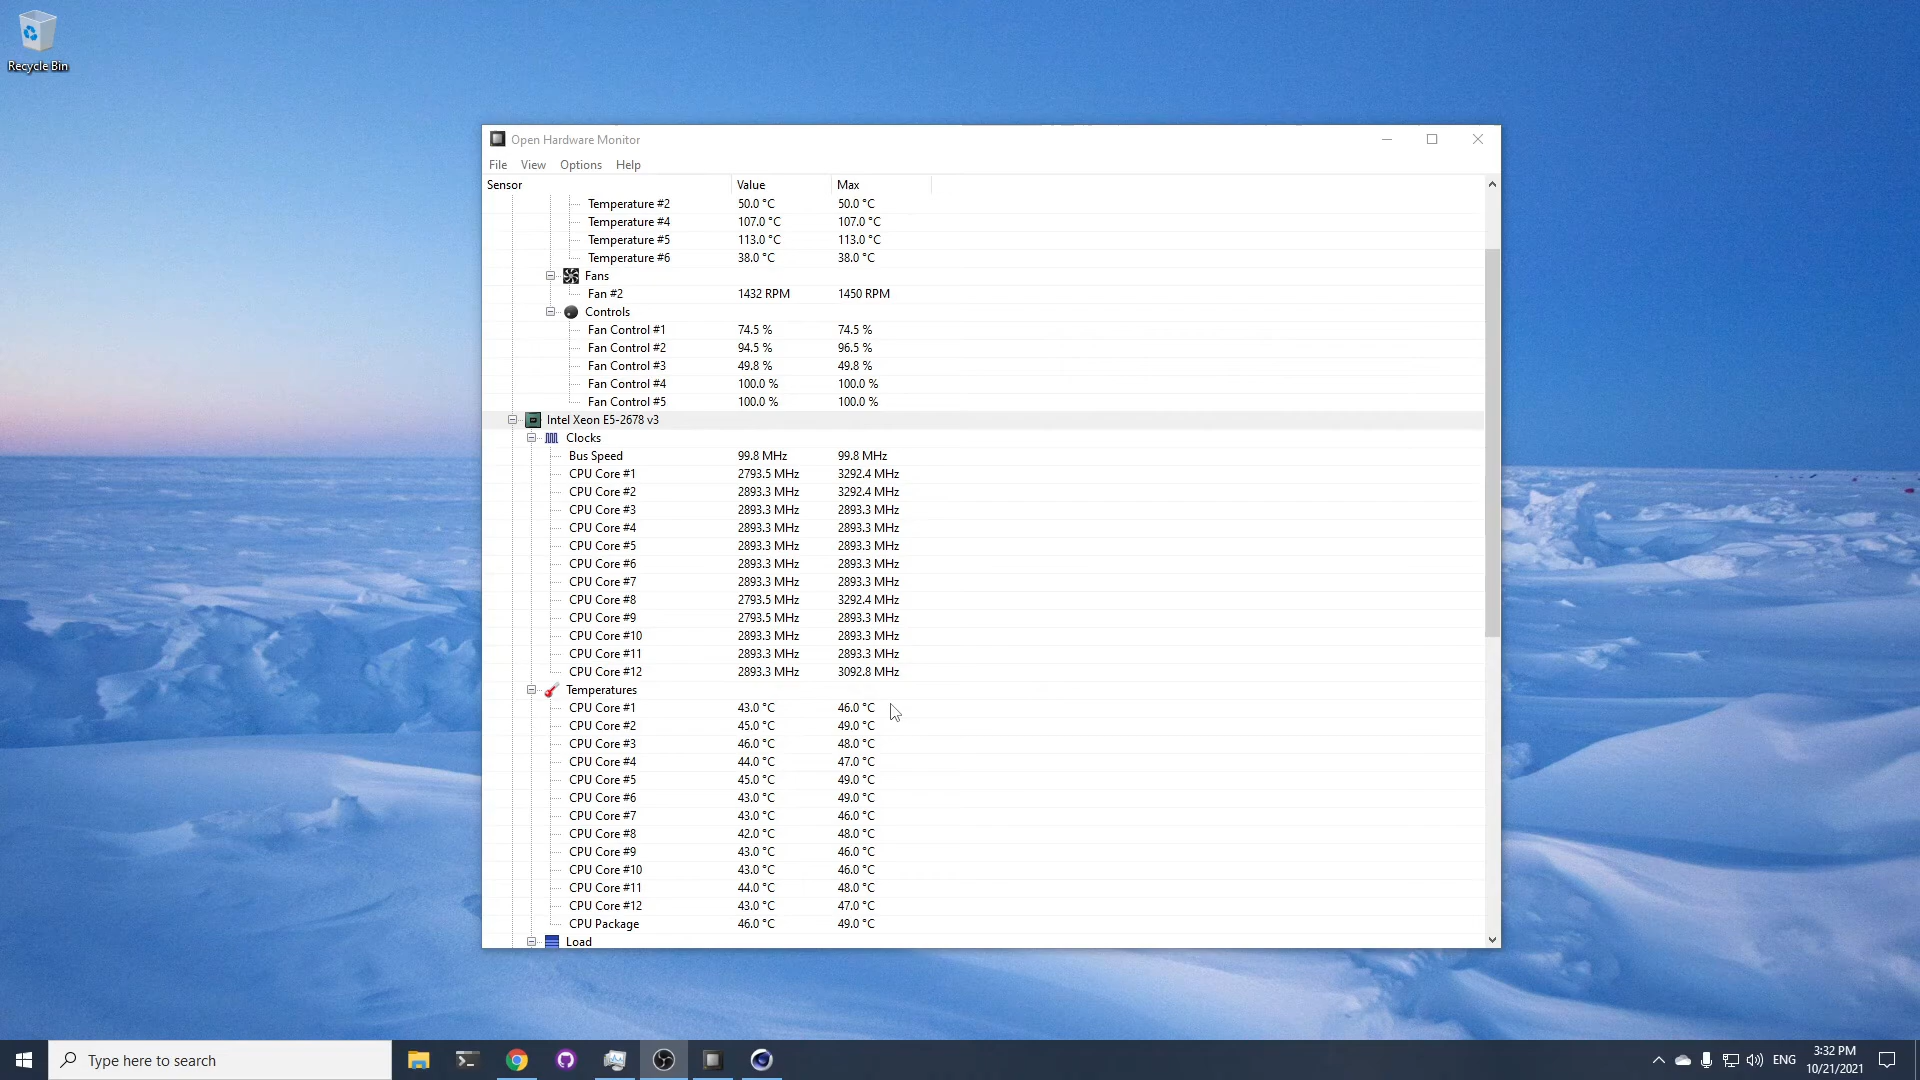 Recycle Bin
Open Hardware Monitor
File View Options Help
Sensor Value Max
Temperature #2 50.0 °C 50.0 °C
Temperature #4 107.0 °C 107.0 °C
Temperature #5 113.0 °C 113.0 °C
Temperature #6 38.0 °C 38.0 °C
Fans
Fan #2 1432 RPM 1450 RPM
Controls
Fan Control #1 74.5 % 74.5 %
Fan Control #2 94.5 % 96.5 %
Fan Control #3 49.8 % 49.8 %
Fan Control #4 100.0 % 100.0 %
Fan Control #5 100.0 % 100.0 %
Intel Xeon E5-2678 v3
Clocks
Bus Speed 99.8 MHz 99.8 MHz
CPU Core #1 2793.5 MHz 3292.4 MHz
CPU Core #2 2893.3 MHz 3292.4 MHz
CPU Core #3 2893.3 MHz 2893.3 MHz
CPU Core #4 2893.3 MHz 2893.3 MHz
CPU Core #5 2893.3 MHz 2893.3 MHz
CPU Core #6 2893.3 MHz 2893.3 MHz
CPU Core #7 2893.3 MHz 2893.3 MHz
CPU Core #8 2793.5 MHz 3292.4 MHz
CPU Core #9 2793.5 MHz 2893.3 MHz
CPU Core #10 2893.3 MHz 2893.3 MHz
CPU Core #11 2893.3 MHz 2893.3 MHz
CPU Core #12 2893.3 MHz 3092.8 MHz
Temperatures
CPU Core #1 43.0 °C 46.0 °C
CPU Core #2 45.0 °C 49.0 °C
CPU Core #3 46.0 °C 48.0 °C
CPU Core #4 44.0 °C 47.0 °C
CPU Core #5 45.0 °C 49.0 °C
CPU Core #6 43.0 °C 49.0 °C
CPU Core #7 43.0 °C 46.0 °C
CPU Core #8 42.0 °C 48.0 °C
CPU Core #9 43.0 °C 46.0 °C
CPU Core #10 43.0 °C 46.0 °C
CPU Core #11 44.0 °C 48.0 °C
CPU Core #12 43.0 °C 47.0 °C
CPU Package 46.0 °C 49.0 °C
Load
Type here to search
ENG
3:32 PM
10/21/2021